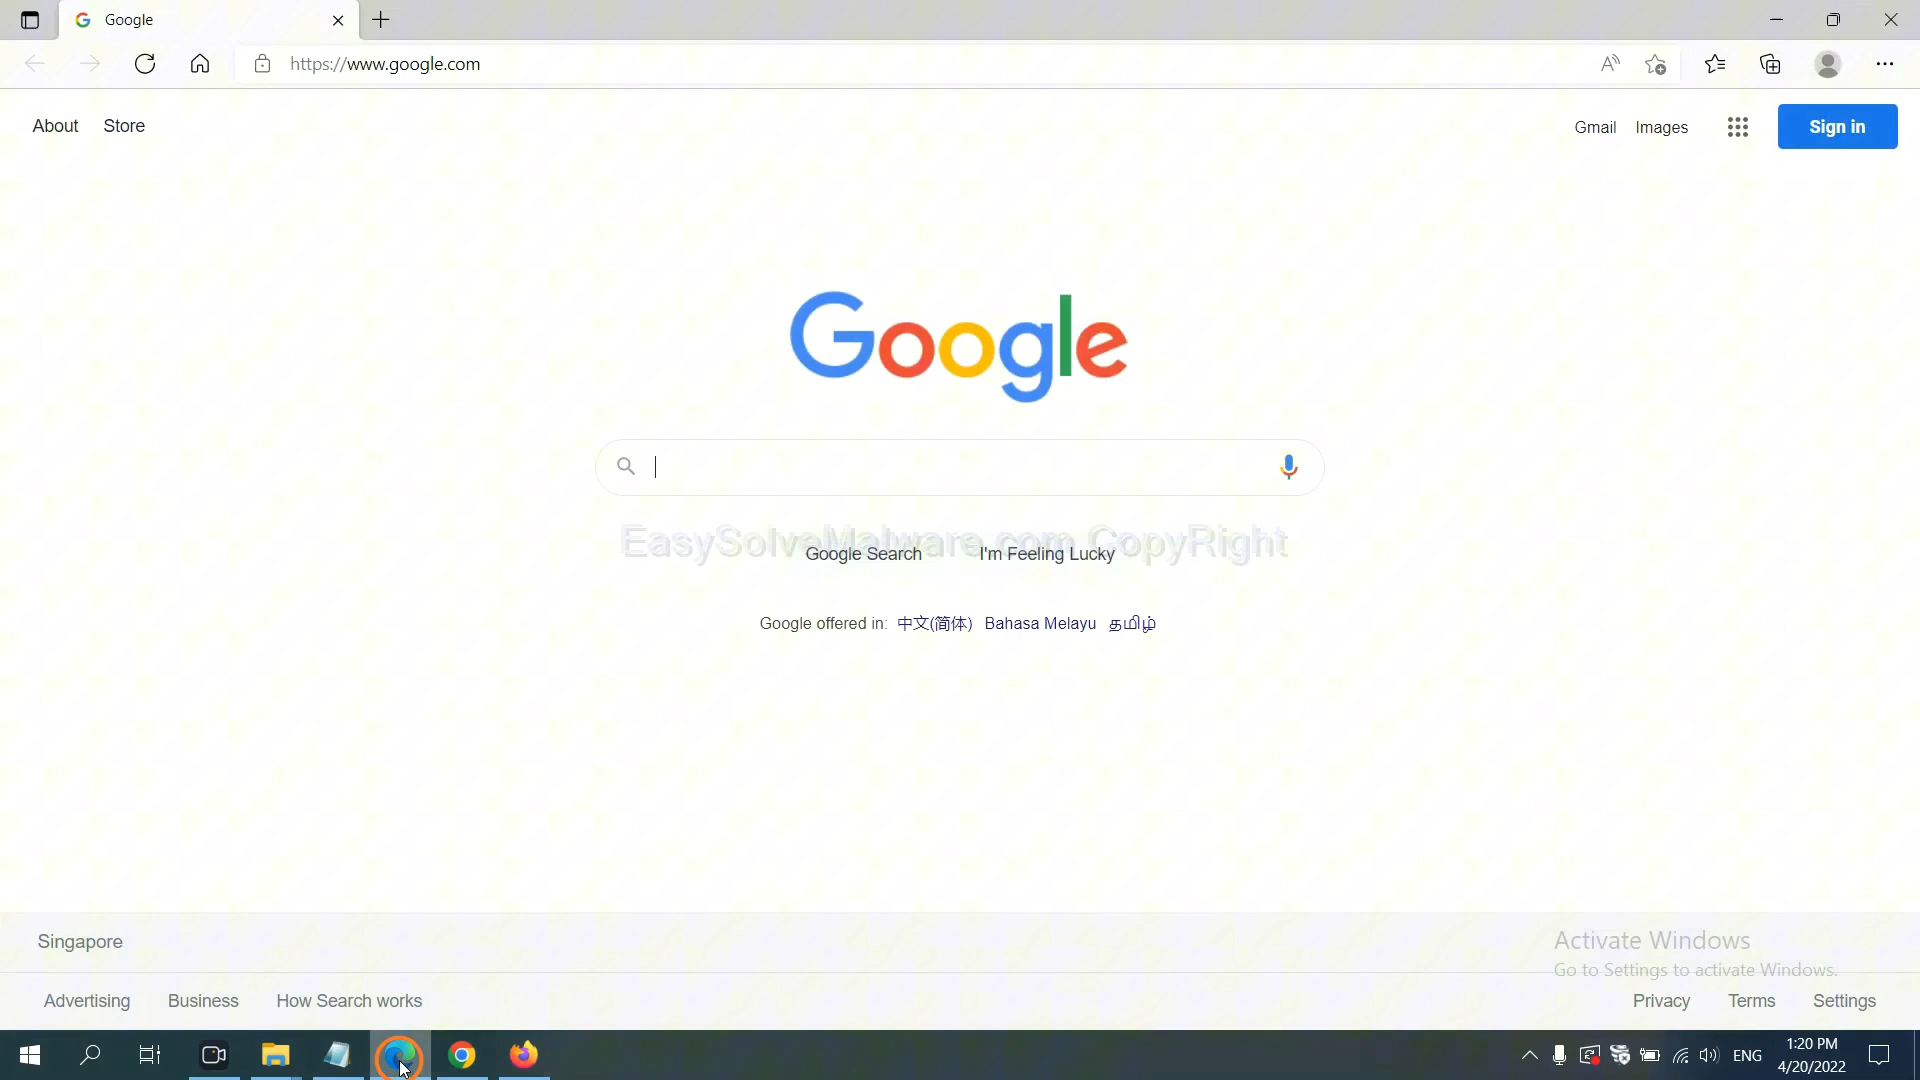 Google
https://www.google.com
About Store
Gmail Images Sign in
Google
EasySolveMalware.com CopyRight
Google Search I'm Feeling Lucky
Google offered in: 中文(简体) Bahasa Melayu தமிழ்
Singapore
Activate Windows
Go to Settings to activate Windows.
Advertising Business How Search works
Privacy Terms Settings
ENG
1:20 PM
4/20/2022